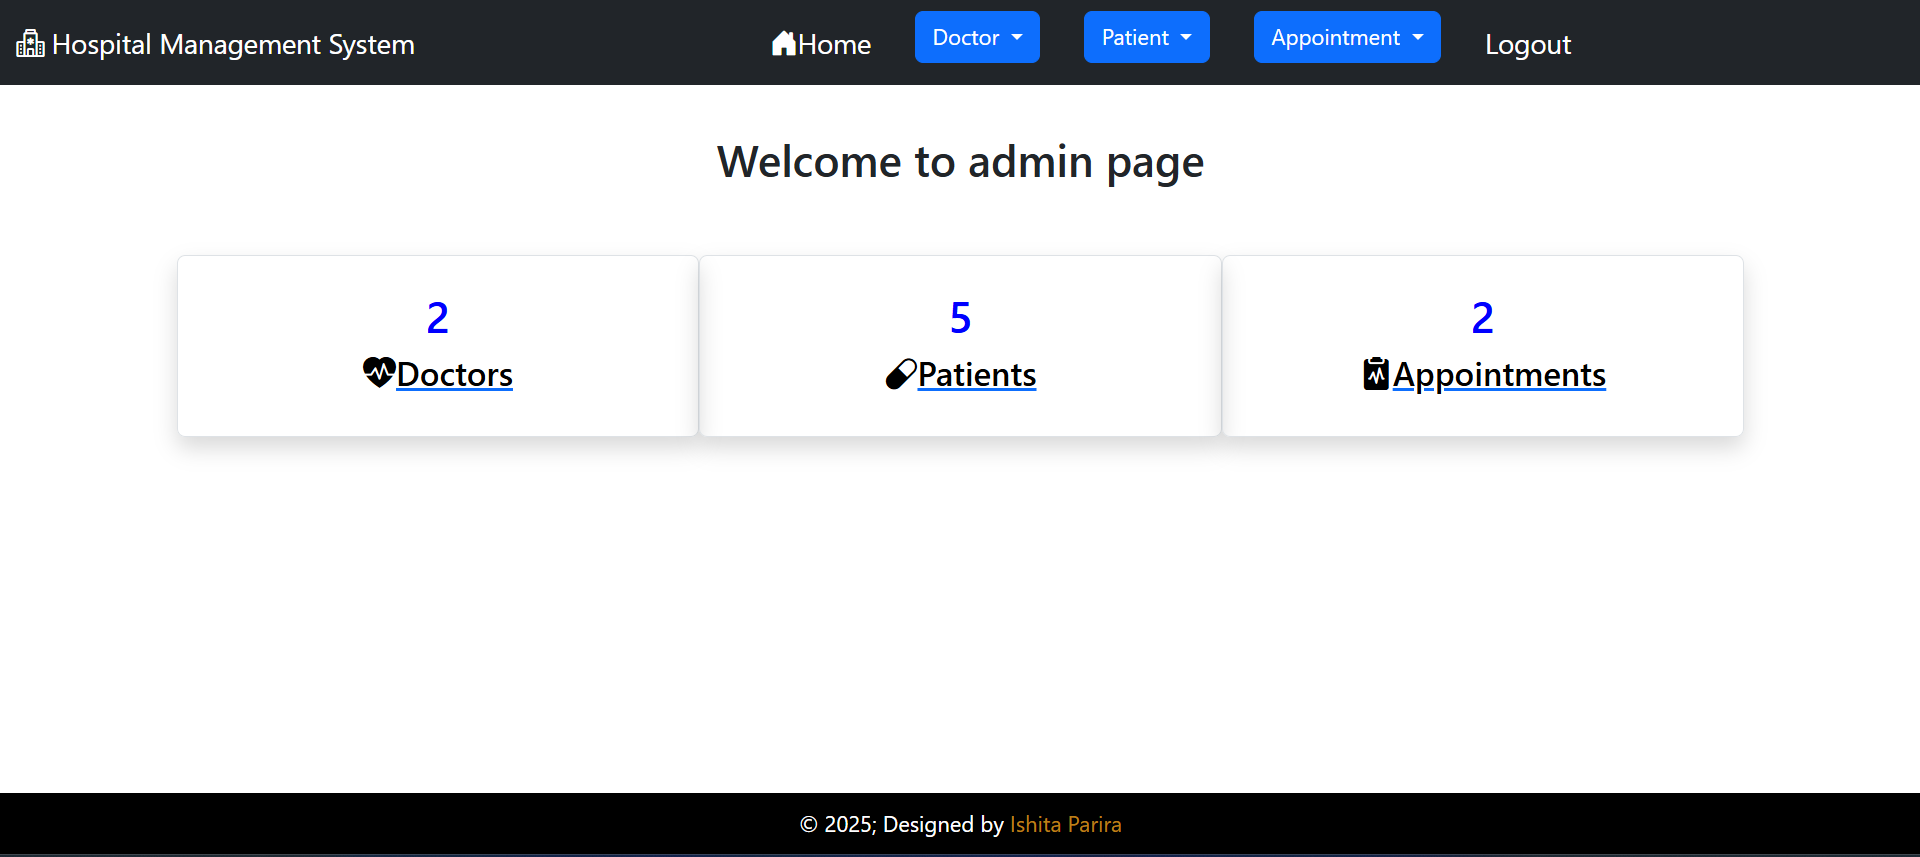 Hospital Management System Home Doctor Patient Appointment Logout
Welcome to admin page
2 5 2
Doctors Patients Appointments
© 2025; Designed by Ishita Parira